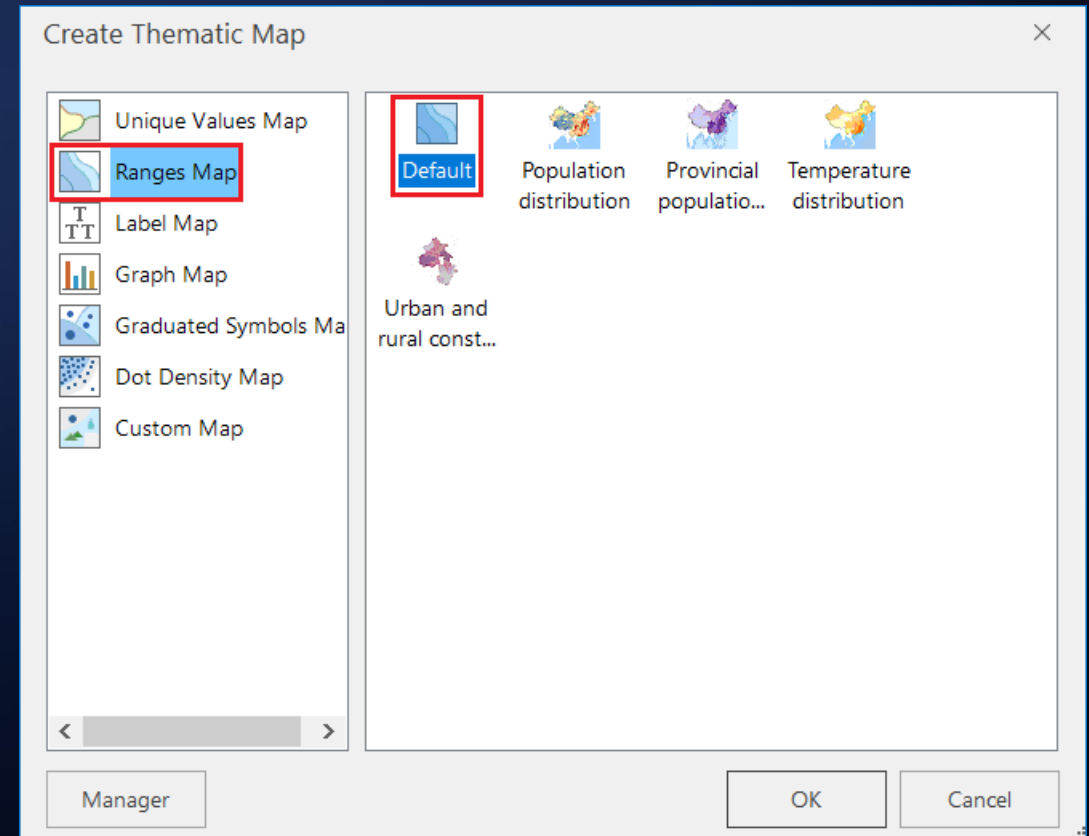 Create Thematic Map
Unique Values Map
Ranges Map
T
TT
Label Map
Graph Map
Graduated Symbols Ma
Dot Density Map
Custom Map
Default
Population
distribution
Provincial
populatio...
Temperature
distribution
Urban and
rural const...
Manager
OK
Cancel